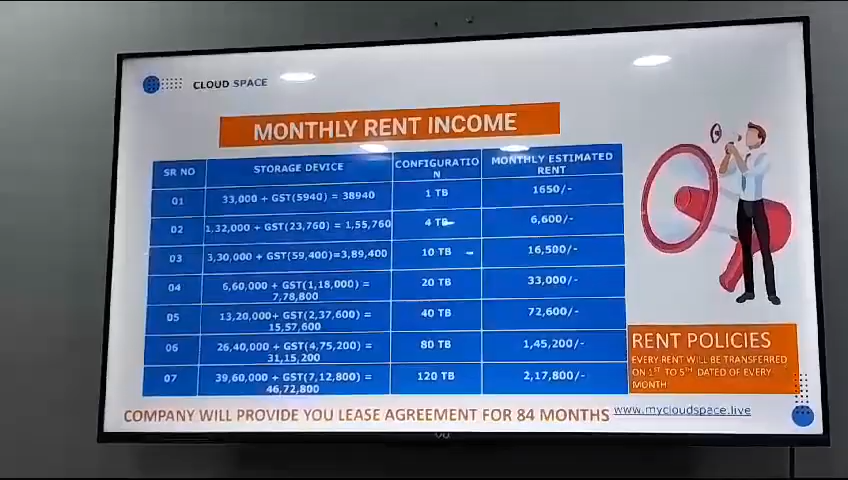 CLOUD SPACE
MONTHLY RENT INCOME
SR NO STORAGE DEVICE CONFIGURATIO
N MONTHLY ESTIMATED
RENT
01 33,000 + GST(5940) = 38940 1 TB 1650/-
02 1,32,000 + GST(23,760) = 1,55,760 4 TB 6,600/-
03 3,30,000 + GST(59,400)=3,89,400 10 TB 16,500/-
04 6,60,000 + GST(1,18,000) =
7,78,800 20 TB 33,000/-
05 13,20,000+ GST(2,37,600) =
15,57,600 40 TB 72,600/-
06 26,40,000 + GST(4,75,200) =
31,15,200 80 TB 1,45,200/-
07 39,60,000 + GST(7,12,800) =
46,72,800 120 TB 2,17,800/-
RENT POLICIES
EVERY RENT WILL BE TRANSFERRED
ON 1ST TO 5TH DATED OF EVERY
MONTH
COMPANY WILL PROVIDE YOU LEASE AGREEMENT FOR 84 MONTHS
www.mycloudspace.live